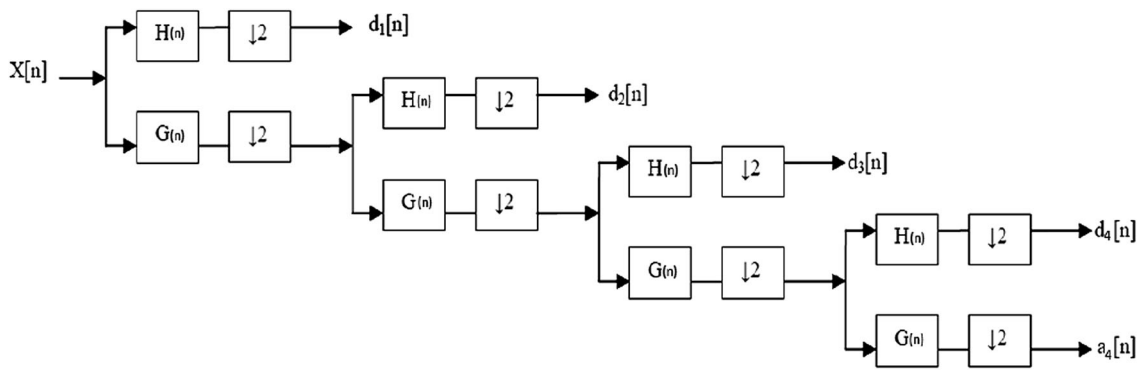 H(n) ↓2 d₁[n]
X[n]
G(n) ↓2
H(n) ↓2 d₂[n]
G(n) ↓2
H(n) ↓2 d₃[n]
G(n) ↓2
H(n) ↓2 d₄[n]
G(n) ↓2 a₄[n]